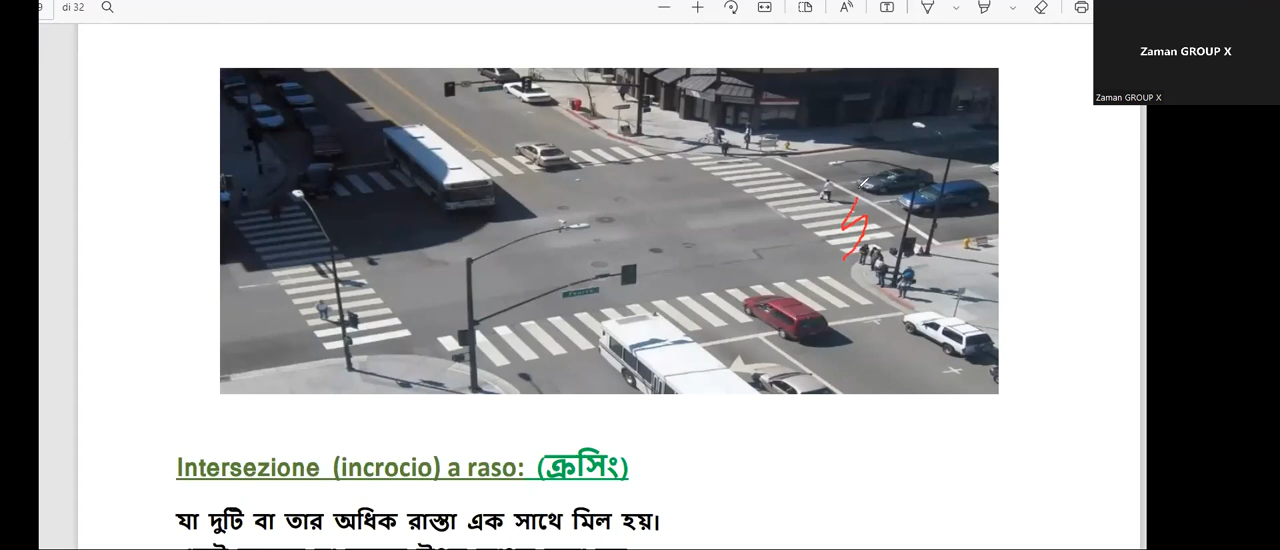 di 32
Zaman GROUP X
Zaman GROUP X
Intersezione (incrocio) a raso: (ক্রসিং)
যা দুটি বা তার অধিক রাস্তা এক সাথে মিল হয়।